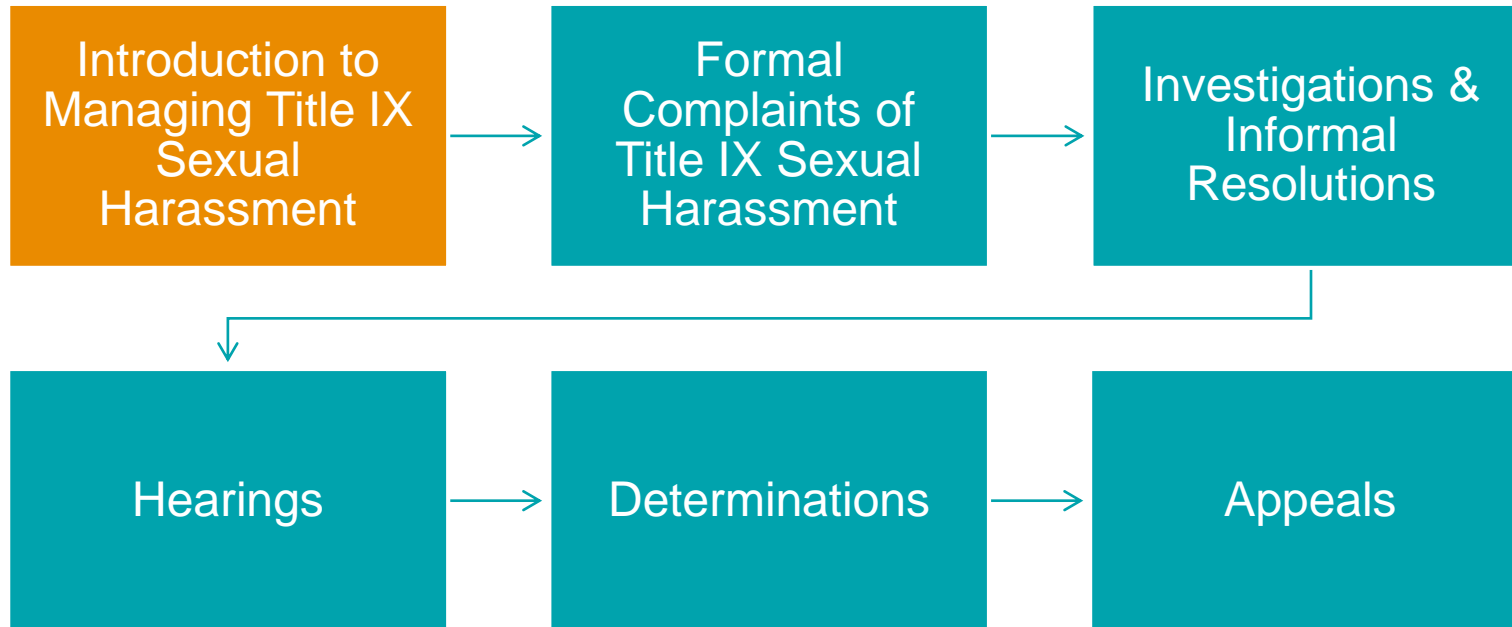 Introduction to
Managing Title IX
Sexual
Harassment
Formal
Complaints of
Title IX Sexual
Harassment
Investigations &
Informal
Resolutions
Hearings
Determinations
Appeals